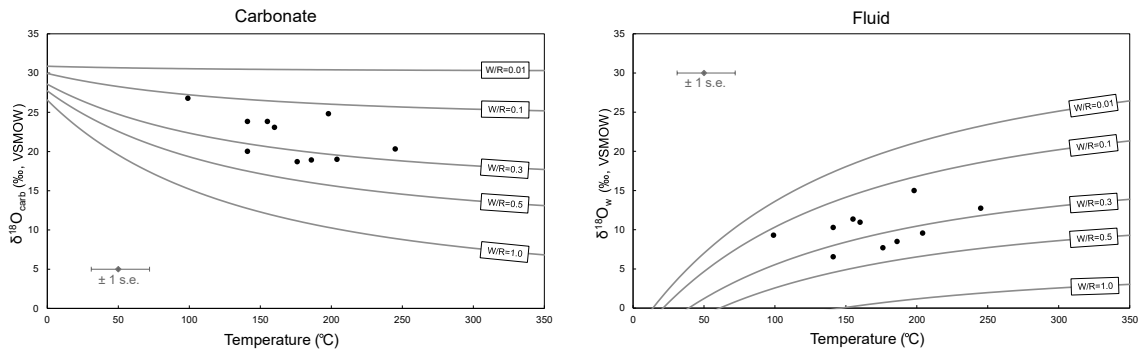 Carbonate
35
30
25
20
15
10
5
0
0 50 100 150 200 250 300 350
δ¹⁸O_carb (‰, VSMOW)
Temperature (℃)
W/R=0.01
W/R=0.1
W/R=0.3
W/R=0.5
W/R=1.0
± 1 s.e.
Fluid
35
30
25
20
15
10
5
0
0 50 100 150 200 250 300 350
δ¹⁸O_w (‰, VSMOW)
Temperature (℃)
± 1 s.e.
W/R=0.01
W/R=0.1
W/R=0.3
W/R=0.5
W/R=1.0